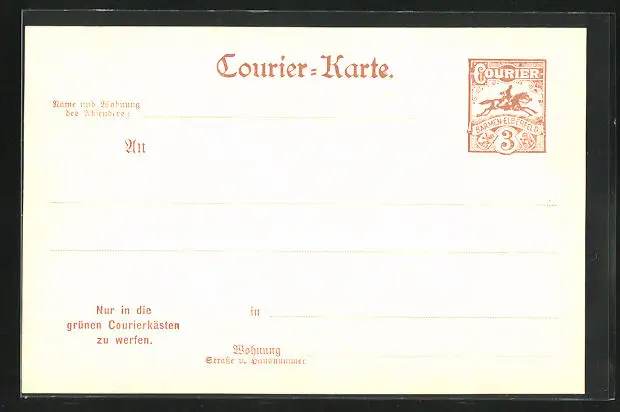 Courier-Karte.
COURIER
BARMEN-ELBERFELD
3
Name und Wohnung
des Absenders:
An
Nur in die
grünen Courierkästen
zu werfen.
in
Wohnung
Straße u. Hausnummer